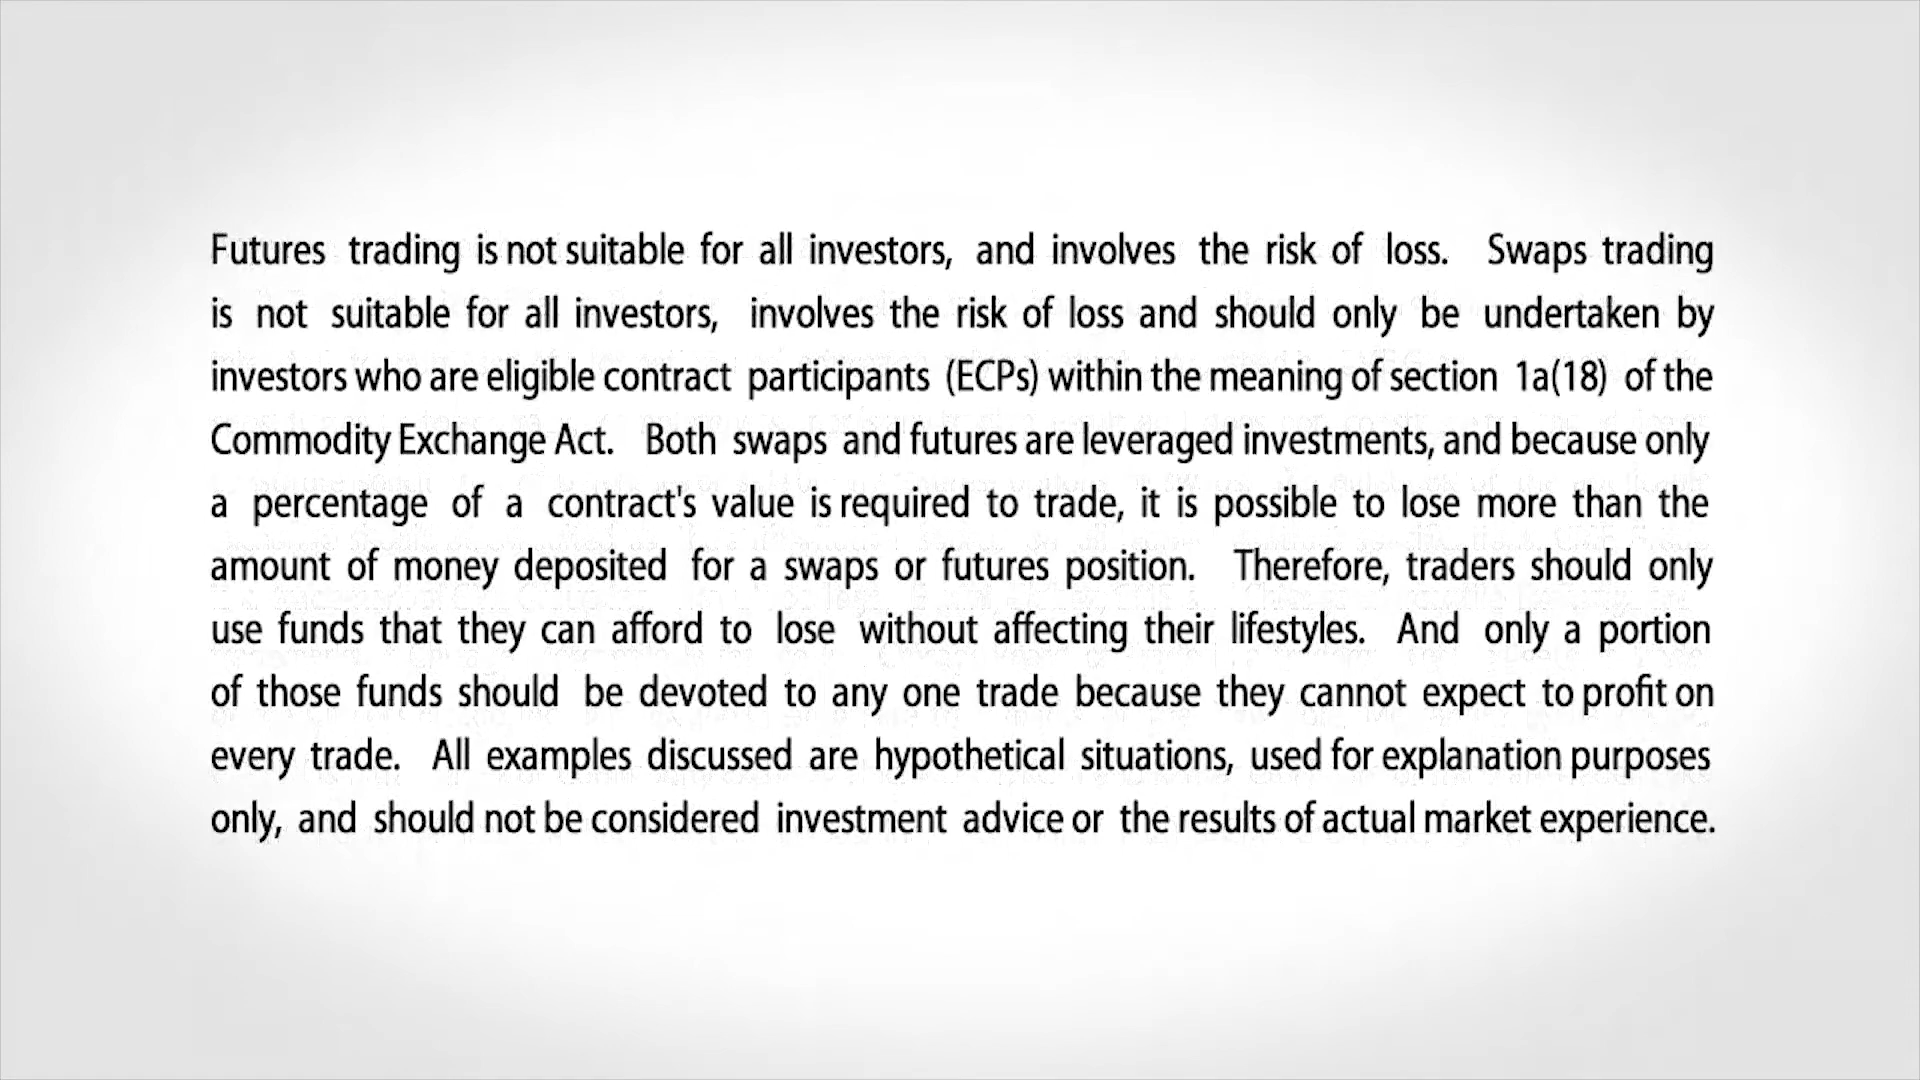 Futures trading is not suitable for all investors, and involves the risk of loss. Swaps trading
is not suitable for all investors, involves the risk of loss and should only be undertaken by
investors who are eligible contract participants (ECPs) within the meaning of section 1a(18) of the
Commodity Exchange Act. Both swaps and futures are leveraged investments, and because only
a percentage of a contract's value is required to trade, it is possible to lose more than the
amount of money deposited for a swaps or futures position. Therefore, traders should only
use funds that they can afford to lose without affecting their lifestyles. And only a portion
of those funds should be devoted to any one trade because they cannot expect to profit on
every trade. All examples discussed are hypothetical situations, used for explanation purposes
only, and should not be considered investment advice or the results of actual market experience.